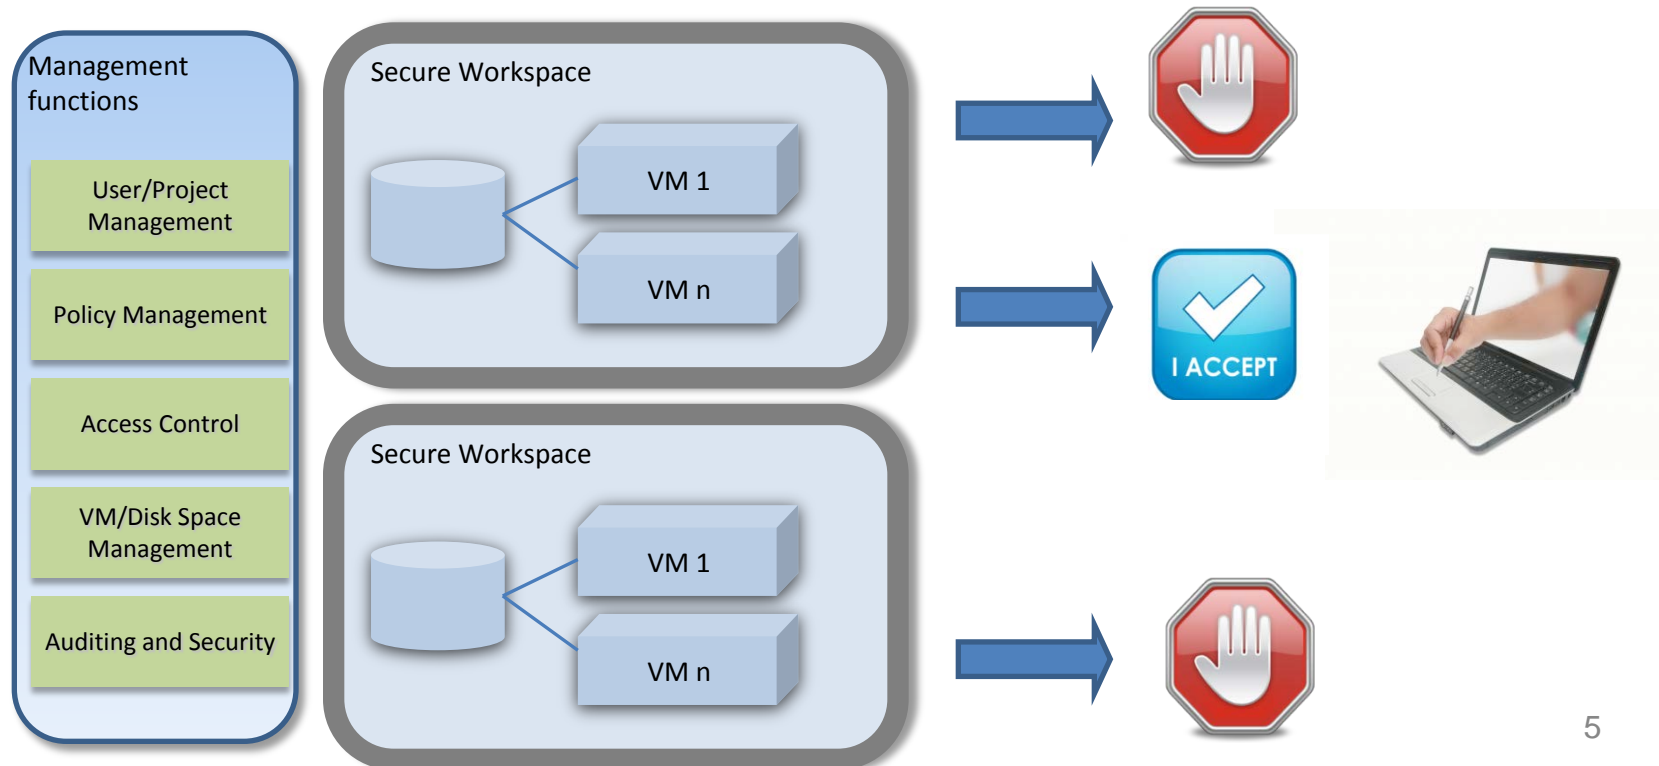 Management
functions
User/Project
Management
Policy Management
Access Control
VM/Disk Space
Management
Auditing and Security
Secure Workspace
VM 1
VM n
Secure Workspace
VM 1
VM n
I ACCEPT
5